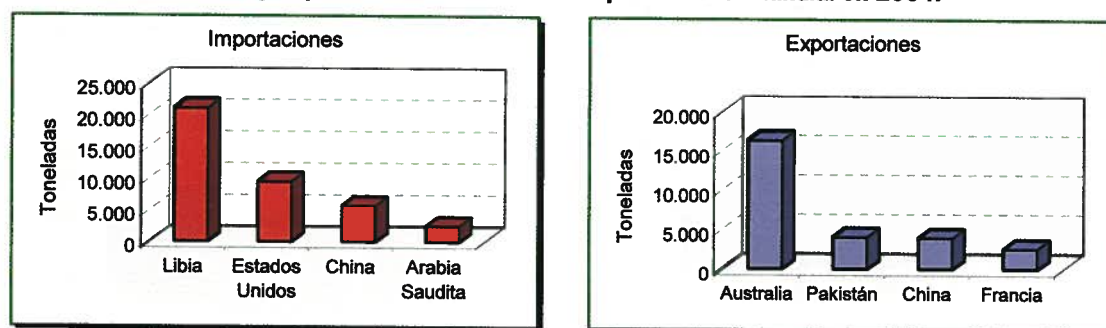 Importaciones
Toneladas
25.000
20.000
15.000
10.000
5.000
0
Libia
Estados
Unidos
China
Arabia
Saudita
Exportaciones
Toneladas
20.000
15.000
10.000
5.000
0
Australia
Pakistán
China
Francia